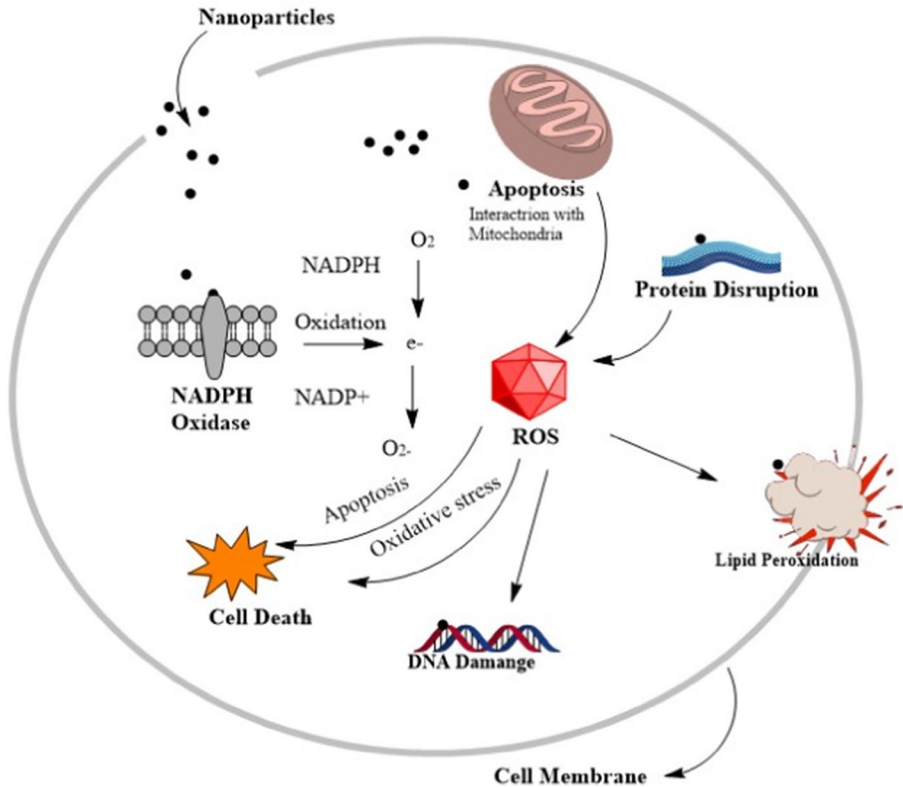 Nanoparticles
Apoptosis
Interactrion with
Mitochondria
O2
NADPH
Protein Disruption
Oxidation
e-
NADPH
Oxidase
NADP+
ROS
O2-
Apoptosis
Oxidative stress
Lipid Peroxidation
Cell Death
DNA Damange
Cell Membrane